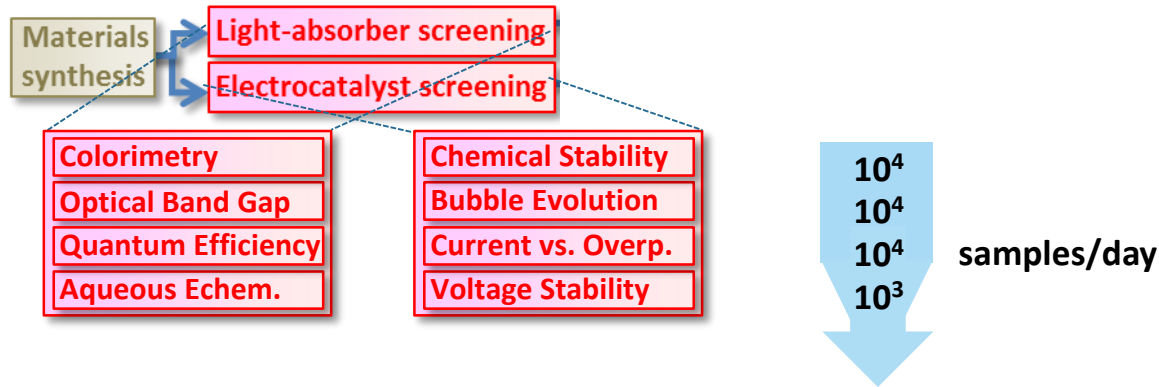 Materials
synthesis
Light-absorber screening
Electrocatalyst screening
Colorimetry
Optical Band Gap
Quantum Efficiency
Aqueous Echem.
Chemical Stability
Bubble Evolution
Current vs. Overp.
Voltage Stability
10⁴
10⁴
10⁴
10³
samples/day